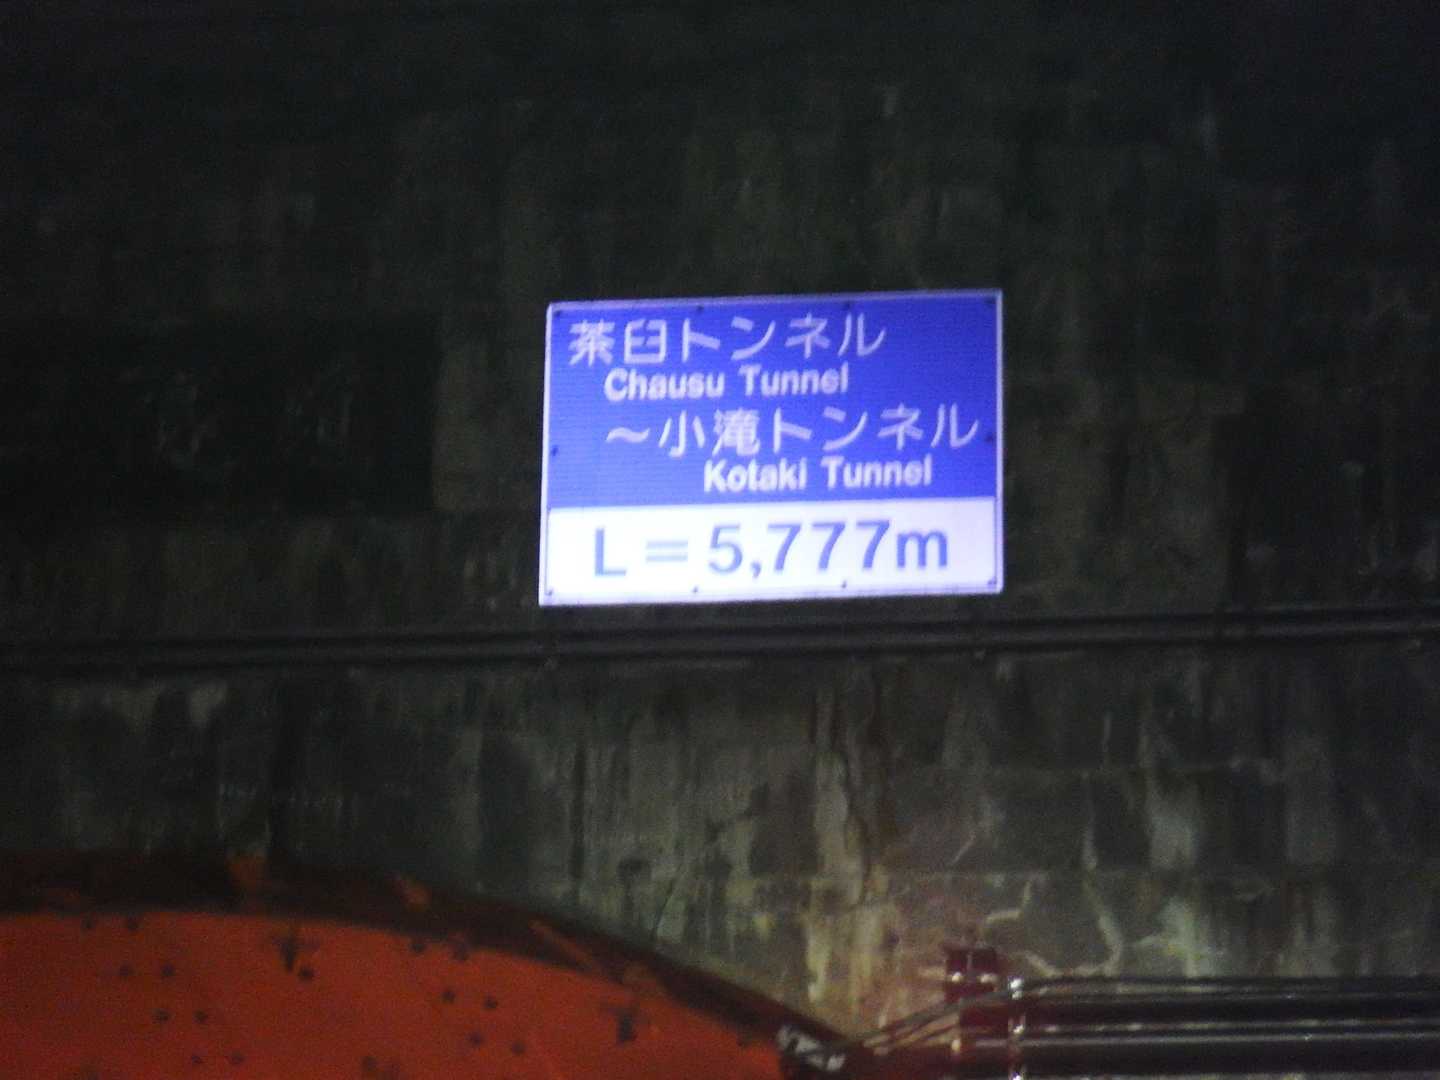 茶臼トンネル
Chausu Tunnel
～小滝トンネル
Kotaki Tunnel
L＝5,777m